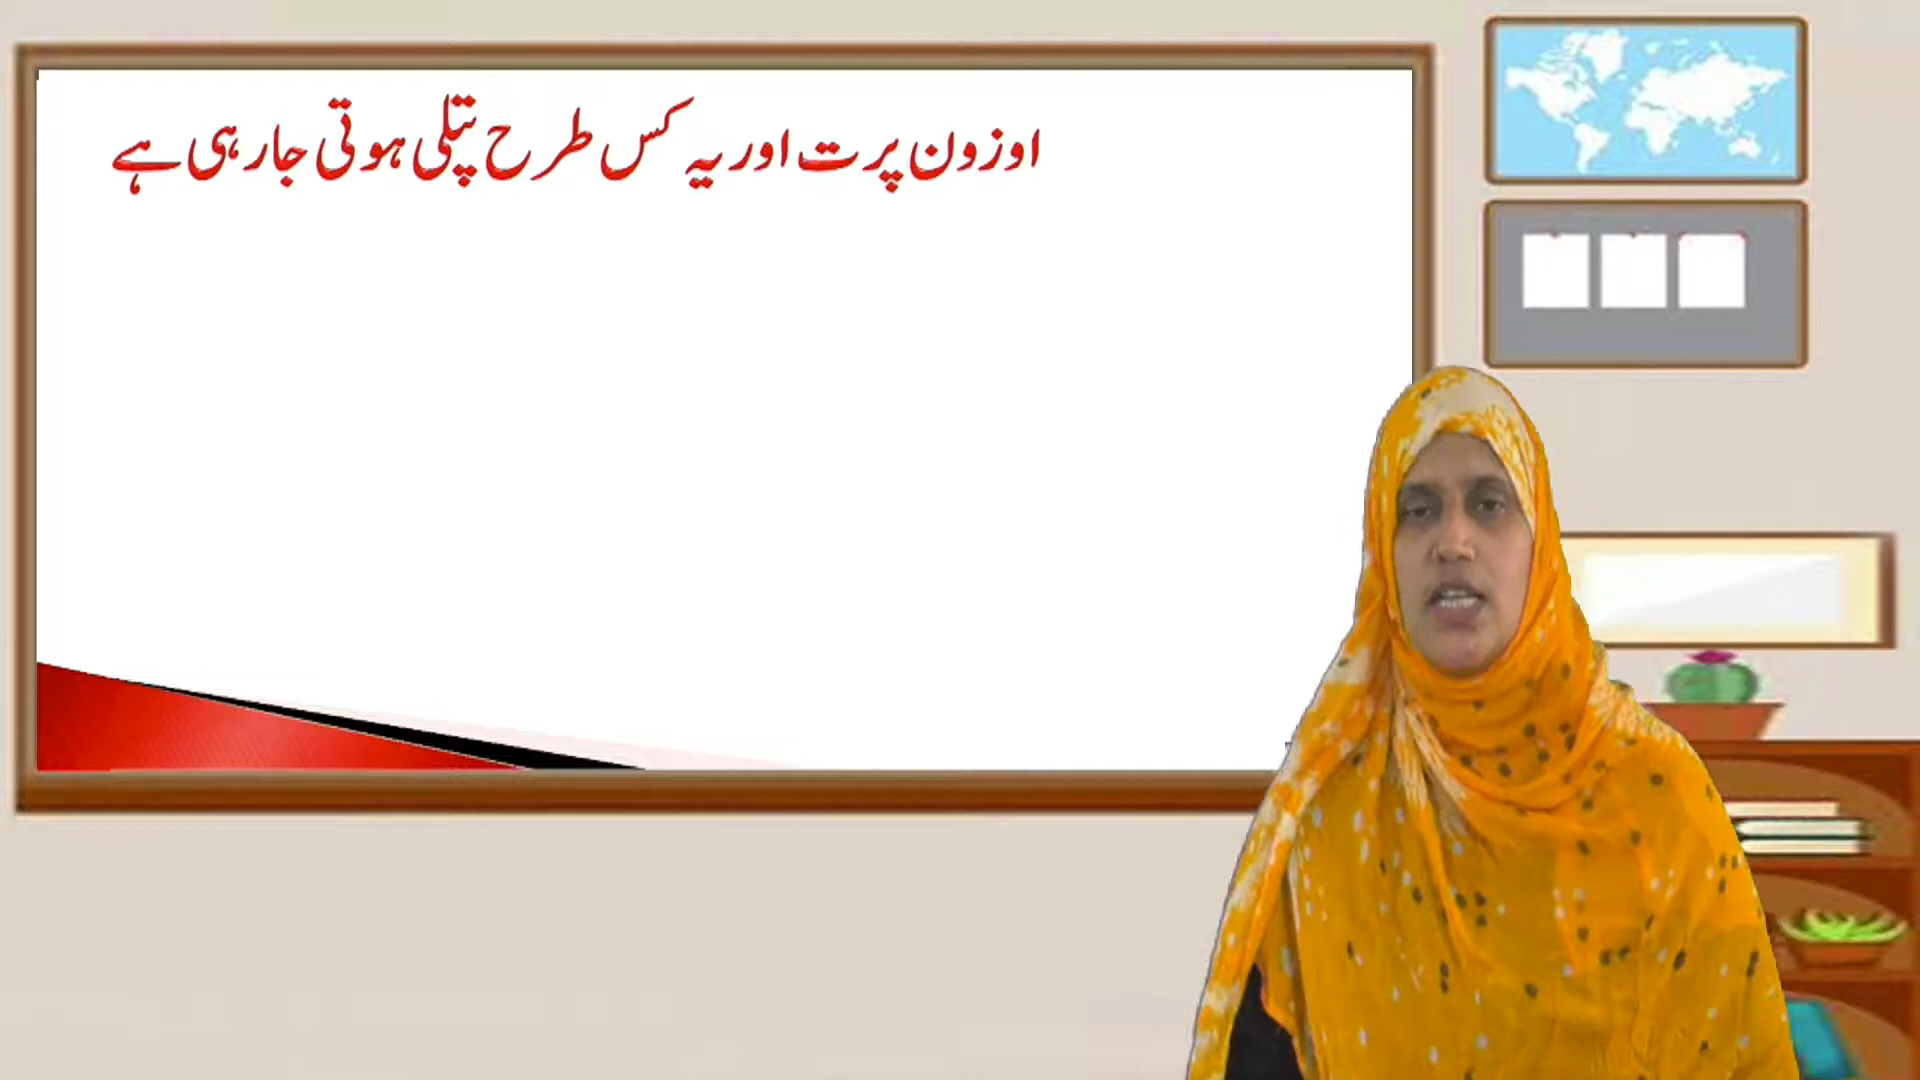 اوزون پرت اور یہ کس طرح پتلی ہوتی جارہی ہے